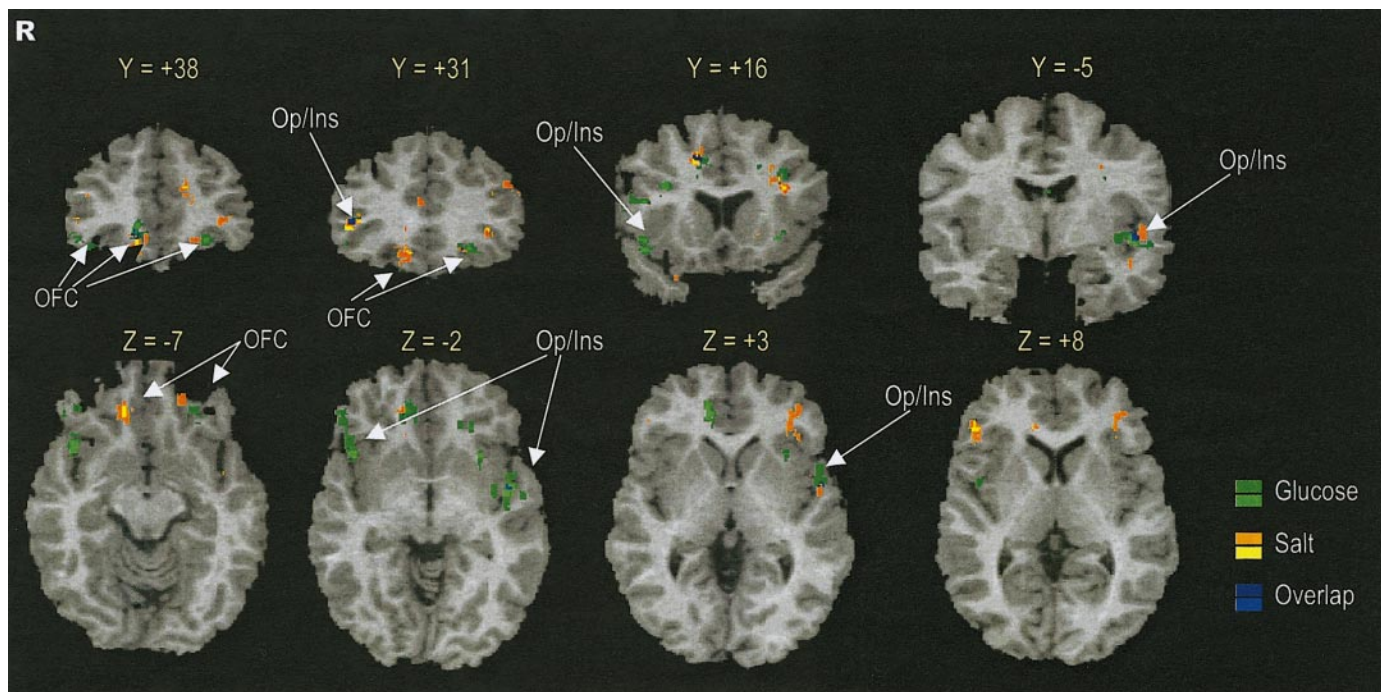 R
Y = +38
Y = +31
Y = +16
Y = -5
Op/Ins
Op/Ins
Op/Ins
OFC
OFC
Z = -7
OFC
Z = -2
Op/Ins
Z = +3
Op/Ins
Z = +8
Glucose
Salt
Overlap